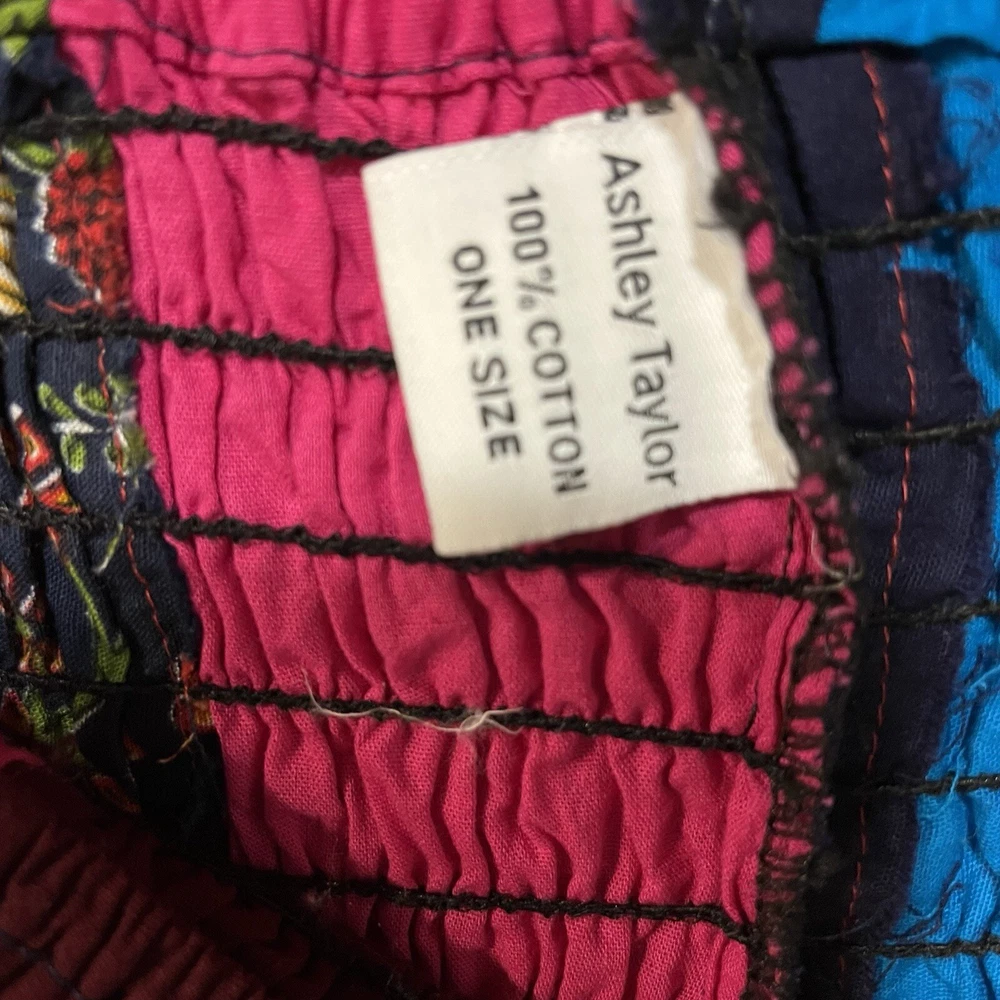 Ashley Taylor
100% COTTON
ONE SIZE